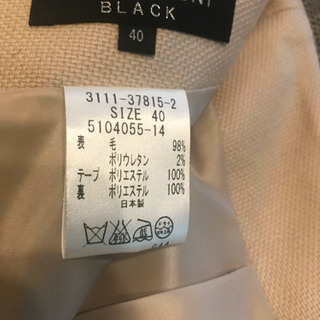 BLACK
40
3111-37815-2
SIZE 40
5104055-14
表 毛 98%
ポリウレタン 2%
テープ ポリエステル 100%
裏 ポリエステル 100%
日本製